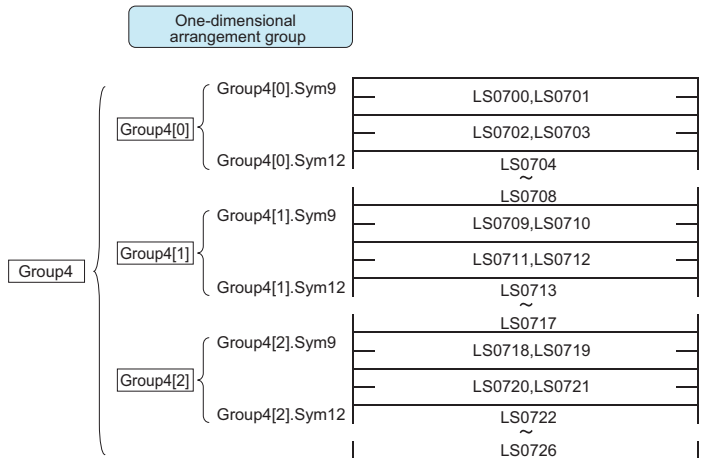 One-dimensional
arrangement group
Group4[0].Sym9
LS0700,LS0701
Group4[0]
LS0702,LS0703
Group4[0].Sym12
LS0704
~
LS0708
Group4[1].Sym9
LS0709,LS0710
Group4[1]
LS0711,LS0712
Group4
Group4[1].Sym12
LS0713
~
LS0717
Group4[2].Sym9
LS0718,LS0719
Group4[2]
LS0720,LS0721
Group4[2].Sym12
LS0722
~
LS0726